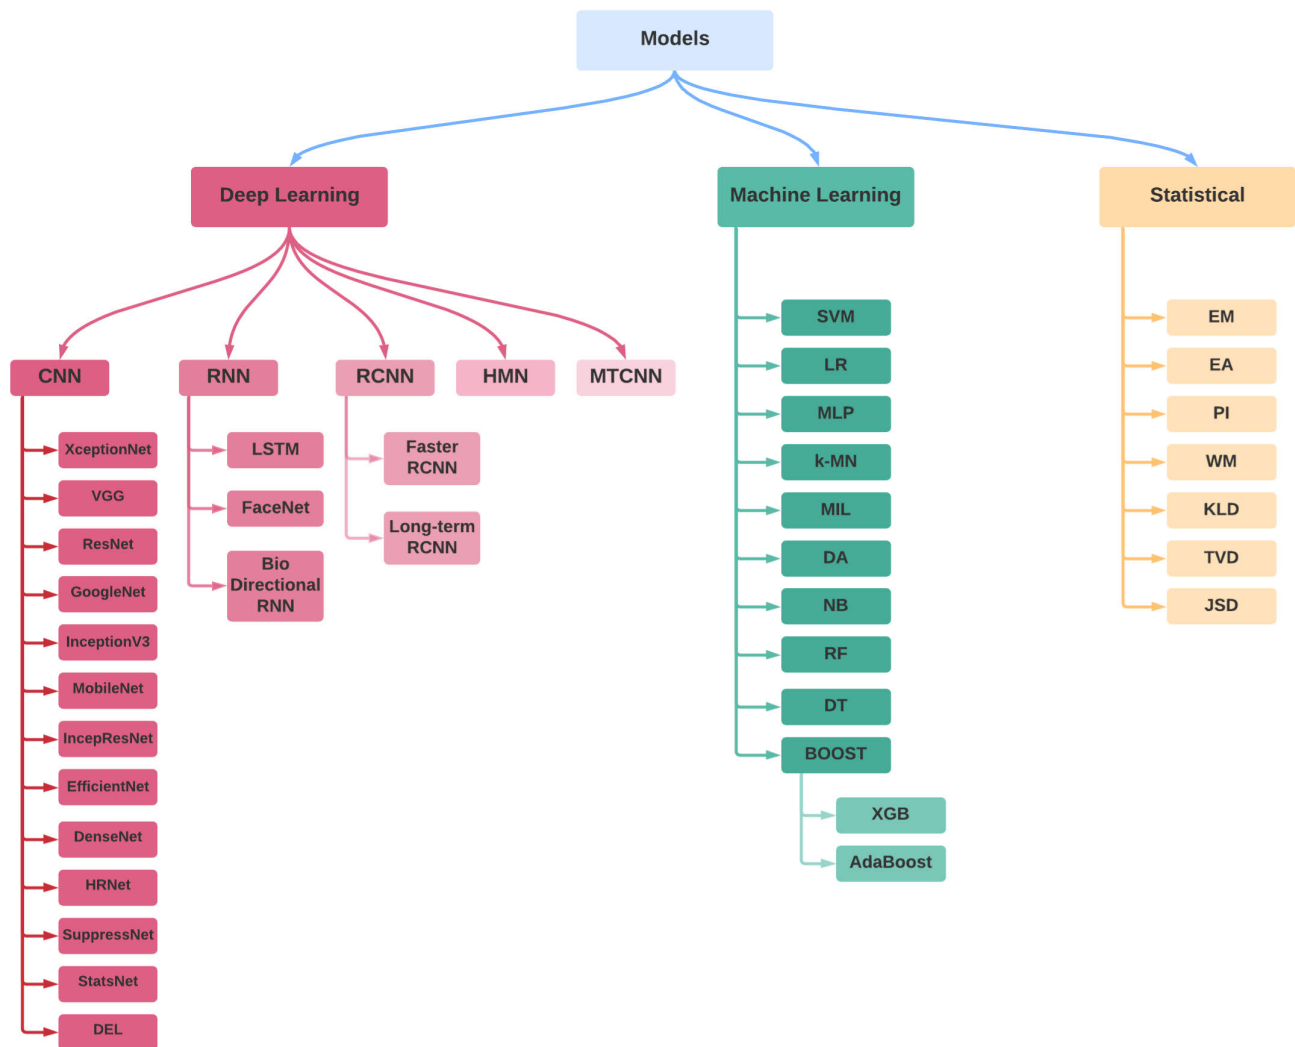 Models
Deep Learning
Machine Learning
Statistical
CNN
RNN
RCNN
HMN
MTCNN
XceptionNet
VGG
ResNet
GoogleNet
InceptionV3
MobileNet
IncepResNet
EfficientNet
DenseNet
HRNet
SuppressNet
StatsNet
DEL
LSTM
FaceNet
Bio
Directional
RNN
Faster
RCNN
Long-term
RCNN
SVM
LR
MLP
k-MN
MIL
DA
NB
RF
DT
BOOST
XGB
AdaBoost
EM
EA
PI
WM
KLD
TVD
JSD